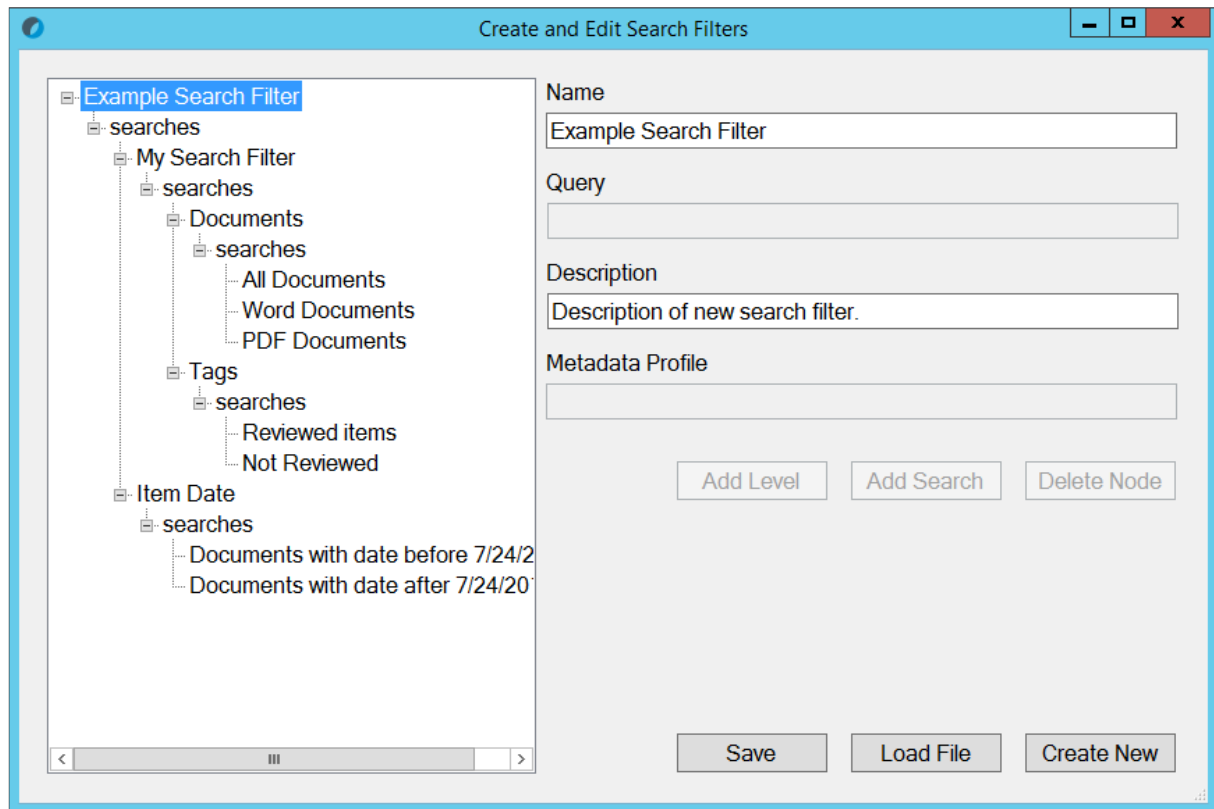 Create and Edit Search Filters
Example Search Filter
searches
My Search Filter
searches
Documents
searches
All Documents
Word Documents
PDF Documents
Tags
searches
Reviewed items
Not Reviewed
Item Date
searches
Documents with date before 7/24/2
Documents with date after 7/24/20
Name
Example Search Filter
Query
Description
Description of new search filter.
Metadata Profile
Add Level Add Search Delete Node
Save Load File Create New